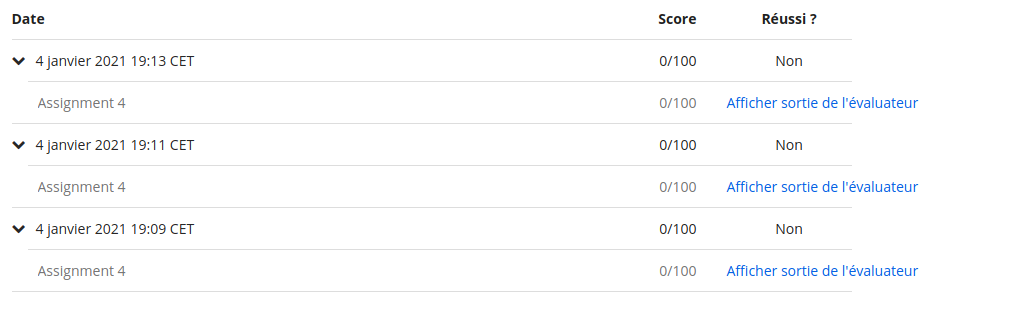 Date Score Réussi ?
4 janvier 2021 19:13 CET 0/100 Non
Assignment 4 0/100 Afficher sortie de l'évaluateur
4 janvier 2021 19:11 CET 0/100 Non
Assignment 4 0/100 Afficher sortie de l'évaluateur
4 janvier 2021 19:09 CET 0/100 Non
Assignment 4 0/100 Afficher sortie de l'évaluateur